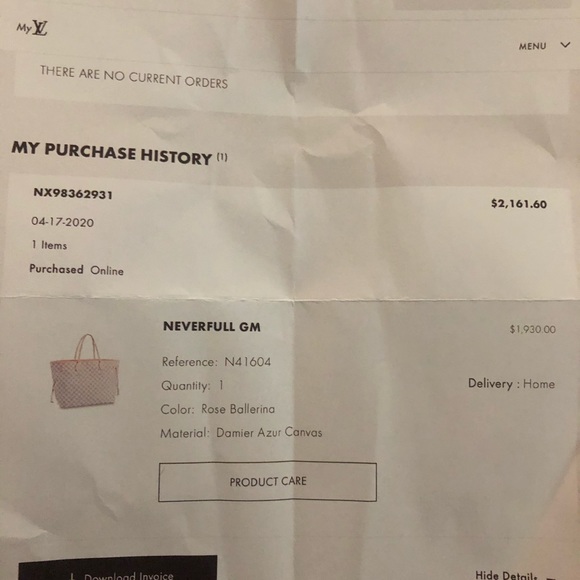 My LV
MENU
THERE ARE NO CURRENT ORDERS
MY PURCHASE HISTORY (1)
NX98362931
$2,161.60
04-17-2020
1 Items
Purchased Online
NEVERFULL GM
$1,930.00
Reference: N41604
Quantity: 1
Delivery : Home
Color: Rose Ballerina
Material: Damier Azur Canvas
PRODUCT CARE
Download Invoice
Hide Details